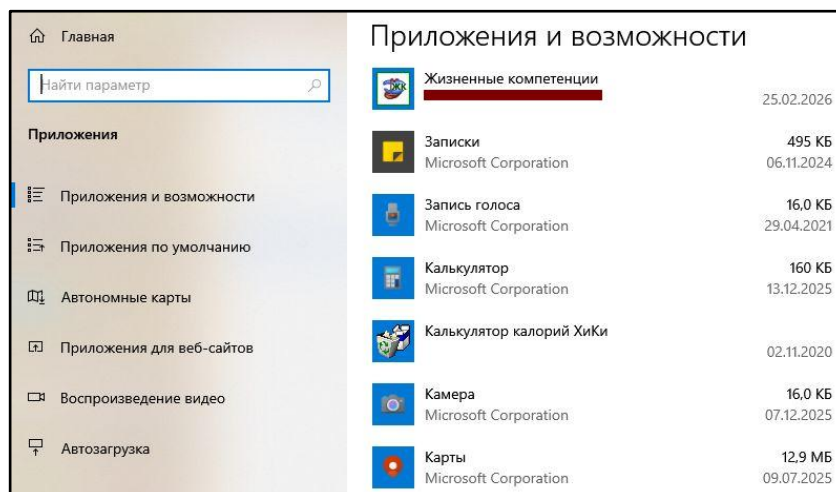 Главная
Найти параметр
Приложения
Приложения и возможности
Приложения по умолчанию
Автономные карты
Приложения для веб-сайтов
Воспроизведение видео
Автозагрузка
Приложения и возможности
Жизненные компетенции
25.02.2026
Записки 495 КБ
Microsoft Corporation 06.11.2024
Запись голоса 16,0 КБ
Microsoft Corporation 29.04.2021
Калькулятор 160 КБ
Microsoft Corporation 13.12.2025
Калькулятор калорий ХиКи
02.11.2020
Камера 16,0 КБ
Microsoft Corporation 07.12.2025
Карты 12,9 МБ
Microsoft Corporation 09.07.2025